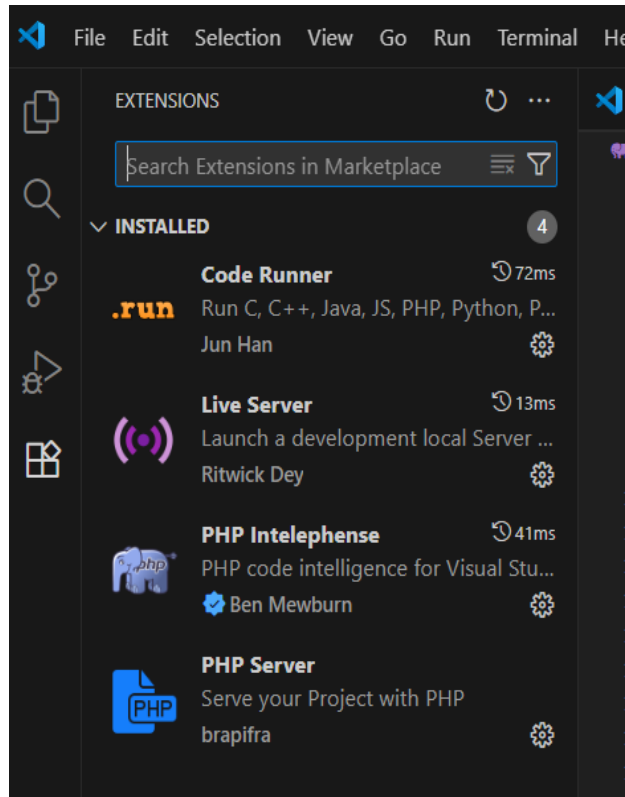 File Edit Selection View Go Run Terminal He
EXTENSIONS
Search Extensions in Marketplace
INSTALLED 4
Code Runner 72ms
.run
Run C, C++, Java, JS, PHP, Python, P...
Jun Han
Live Server 13ms
Launch a development local Server ...
Ritwick Dey
PHP Intelephense 41ms
php
PHP code intelligence for Visual Stu...
Ben Mewburn
PHP Server
PHP
Serve your Project with PHP
brapifra